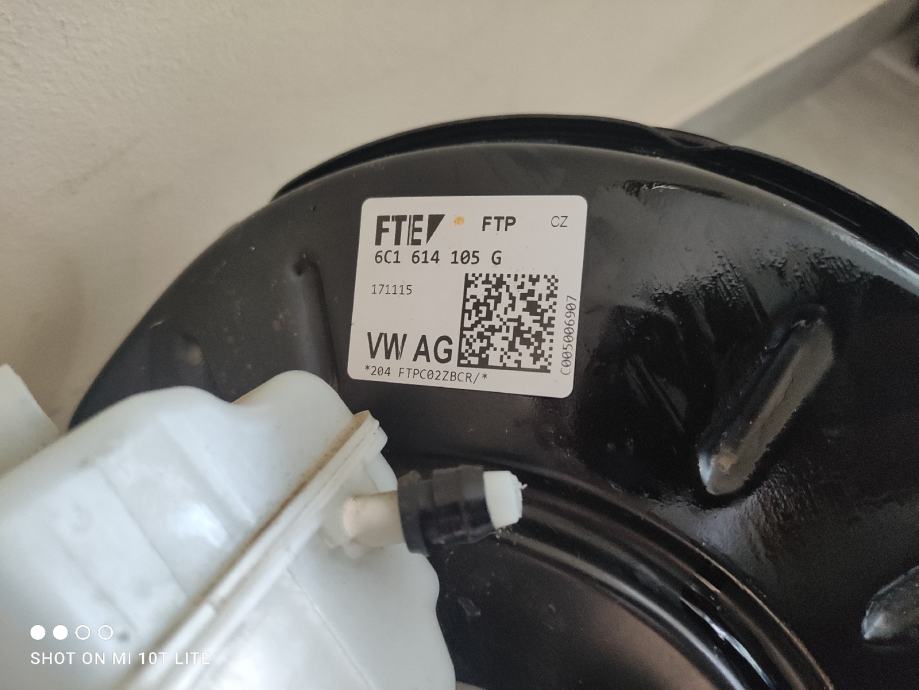 FTE FTP CZ
6C1 614 105 G
171115
C005006907
VW AG
*204 FTPC02ZBCR/*
SHOT ON MI 10T LITE